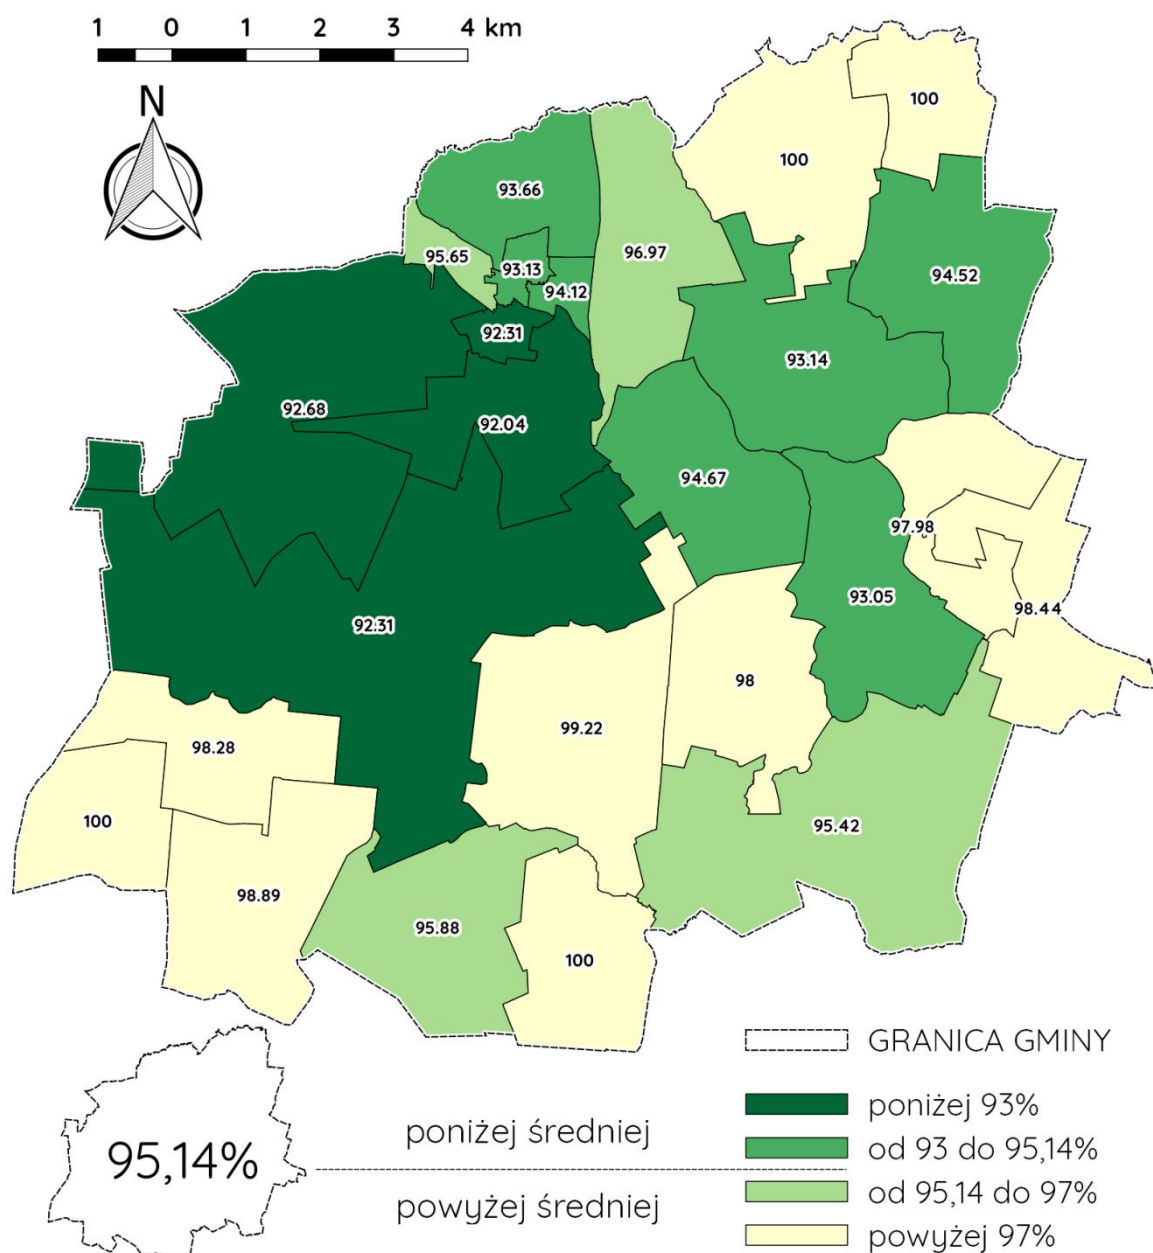 1 0 1 2 3 4 km
N
100
100
93.66
95.65
93.13
96.97
94.12
94.52
92.31
93.14
92.68
92.04
94.67
97.98
93.05
98.44
92.31
98
99.22
98.28
100
95.42
98.89
95.88
100
GRANICA GMINY
poniżej 93%
od 93 do 95,14%
od 95,14 do 97%
powyżej 97%
95,14%
poniżej średniej
powyżej średniej